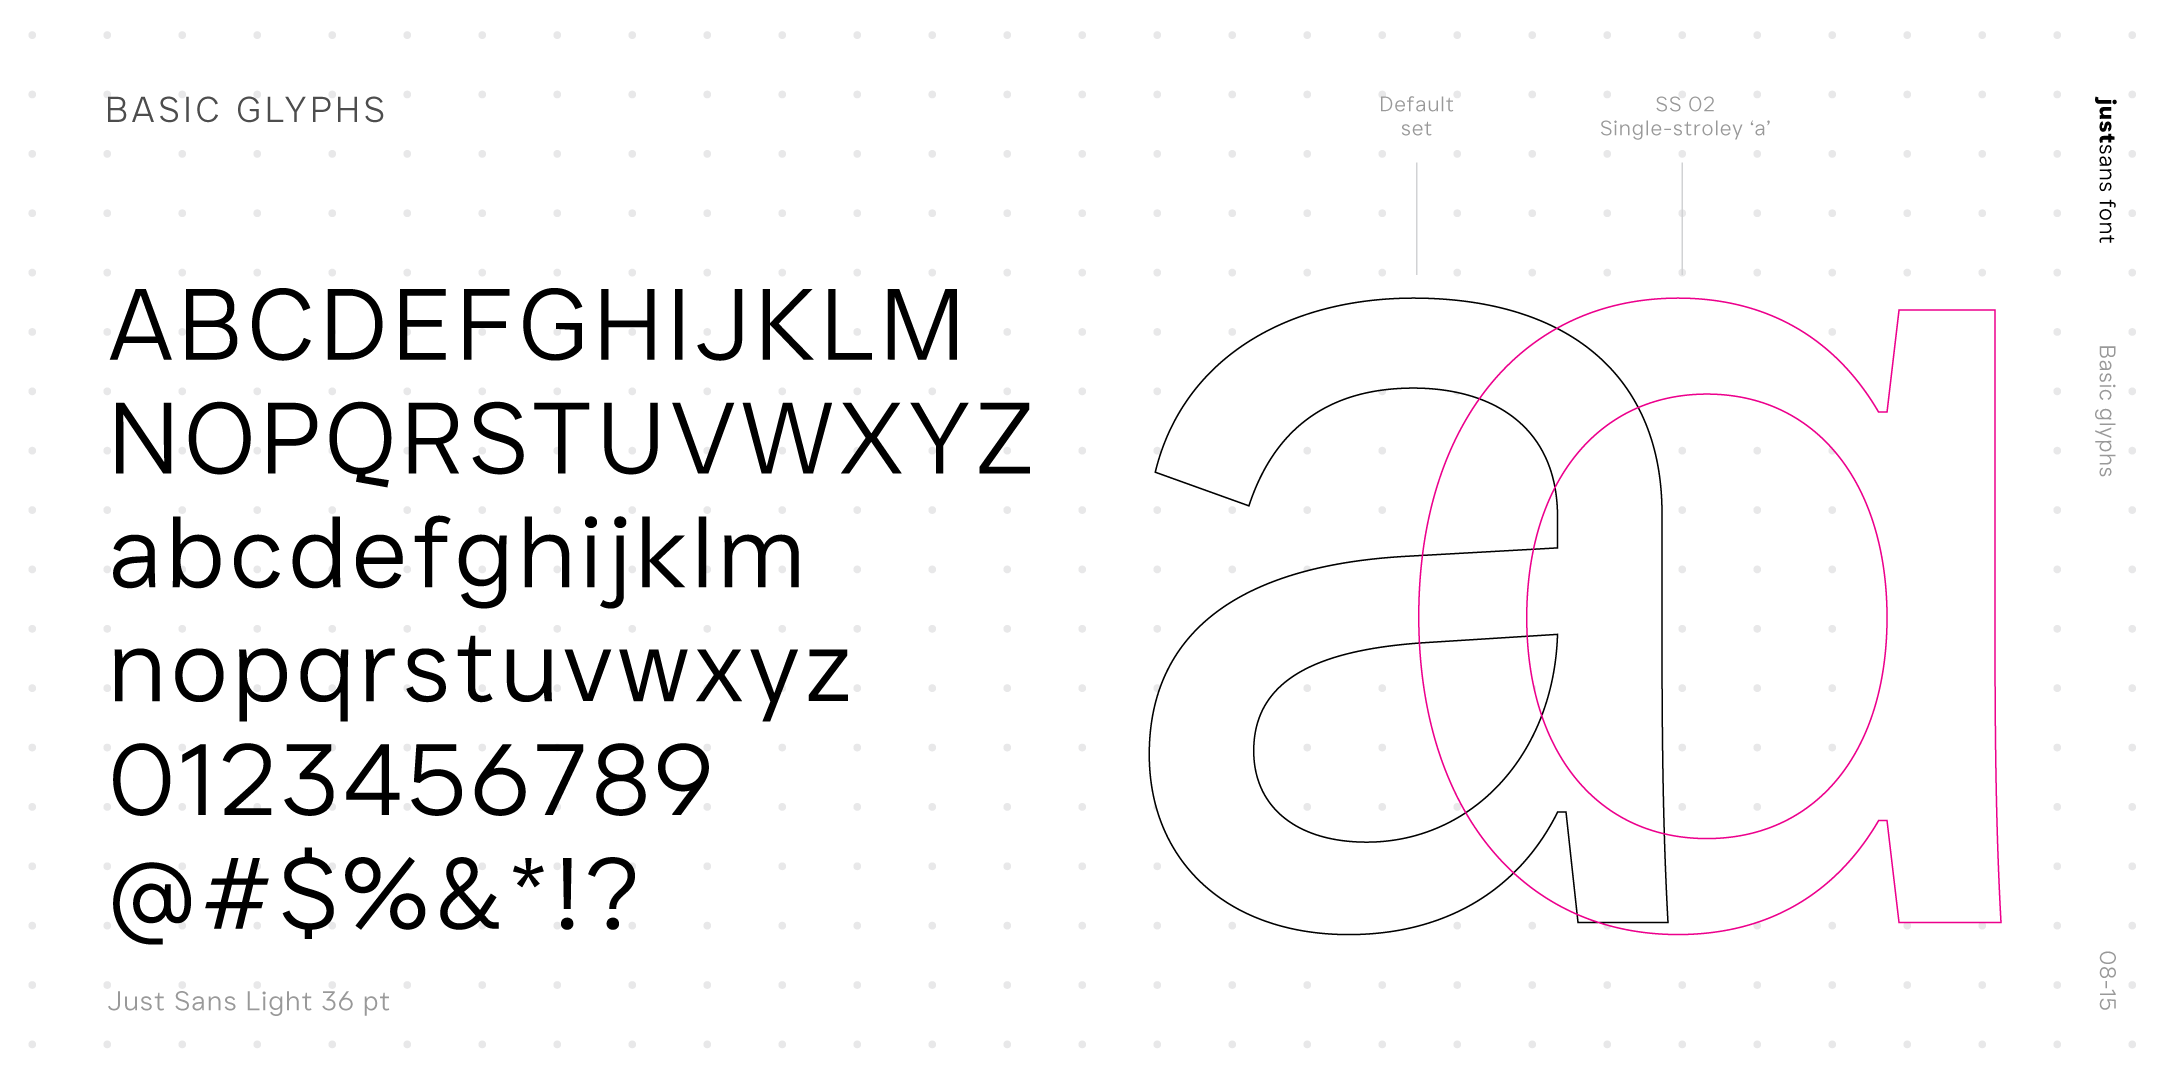 BASIC GLYPHS
ABCDEFGHIJKLM
NOPQRSTUVWXYZ
abcdefghijklm
nopqrstuvwxyz
0123456789
@#$%&*!?
Just Sans Light 36 pt
Default
set
SS 02
Single-stroley ‘a’
a
ɑ
justsans font
Basic glyphs
08-15